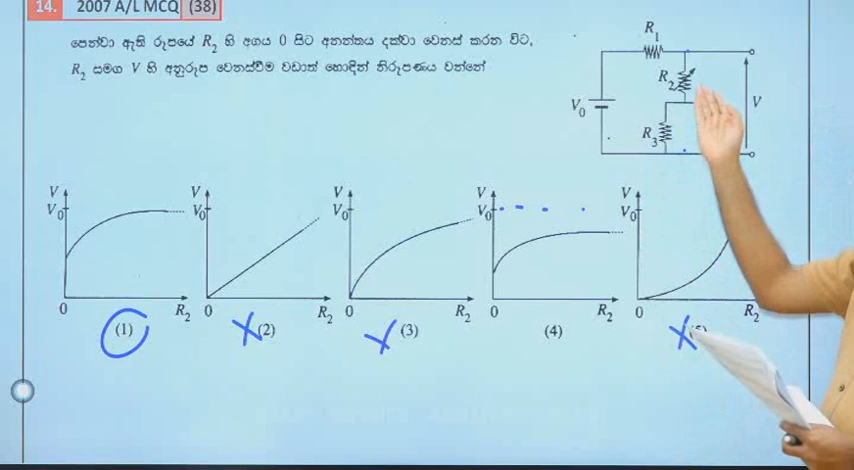 14. 2007 A/L MCQ (38)
පෙන්වා ඇති රූපයේ R₂ හි අගය 0 සිට අනන්තය දක්වා වෙනස් කරන විට,
R₂ සමග V හි අනුරූප වෙනස්වීම වඩාත් හොඳින් නිරූපණය වන්නේ
R₁
R₂
V₀
V
R₃
V V V V V
V₀ V₀ V₀ V₀ V₀
0 R₂ 0 R₂ 0 R₂ 0 R₂ 0 R₂
(1) (2) (3) (4)